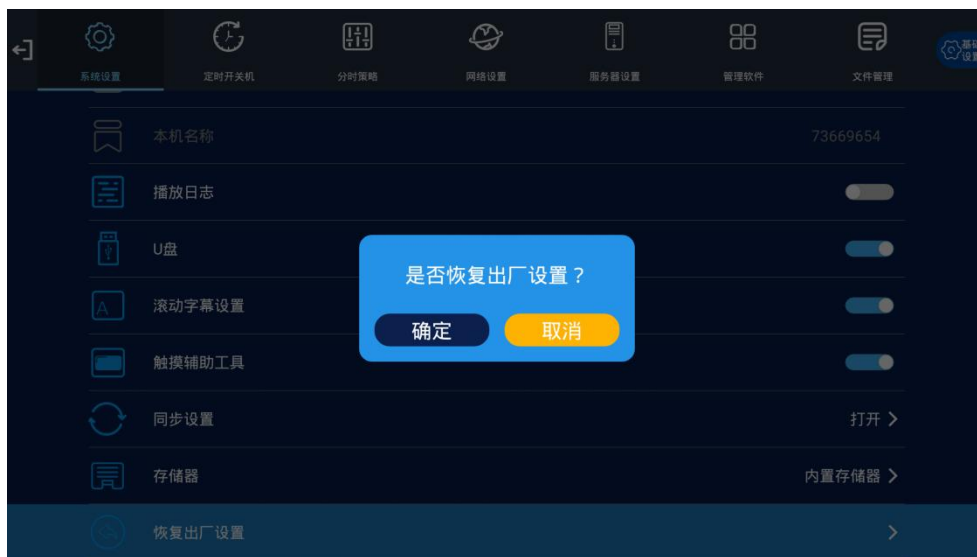 系统设置
定时开关机
分时策略
网络设置
服务器设置
管理软件
文件管理
基础
设置
本机名称 73669654
播放日志
U盘
滚动字幕设置
触摸辅助工具
同步设置 打开
存储器 内置存储器
恢复出厂设置
是否恢复出厂设置？
确定 取消